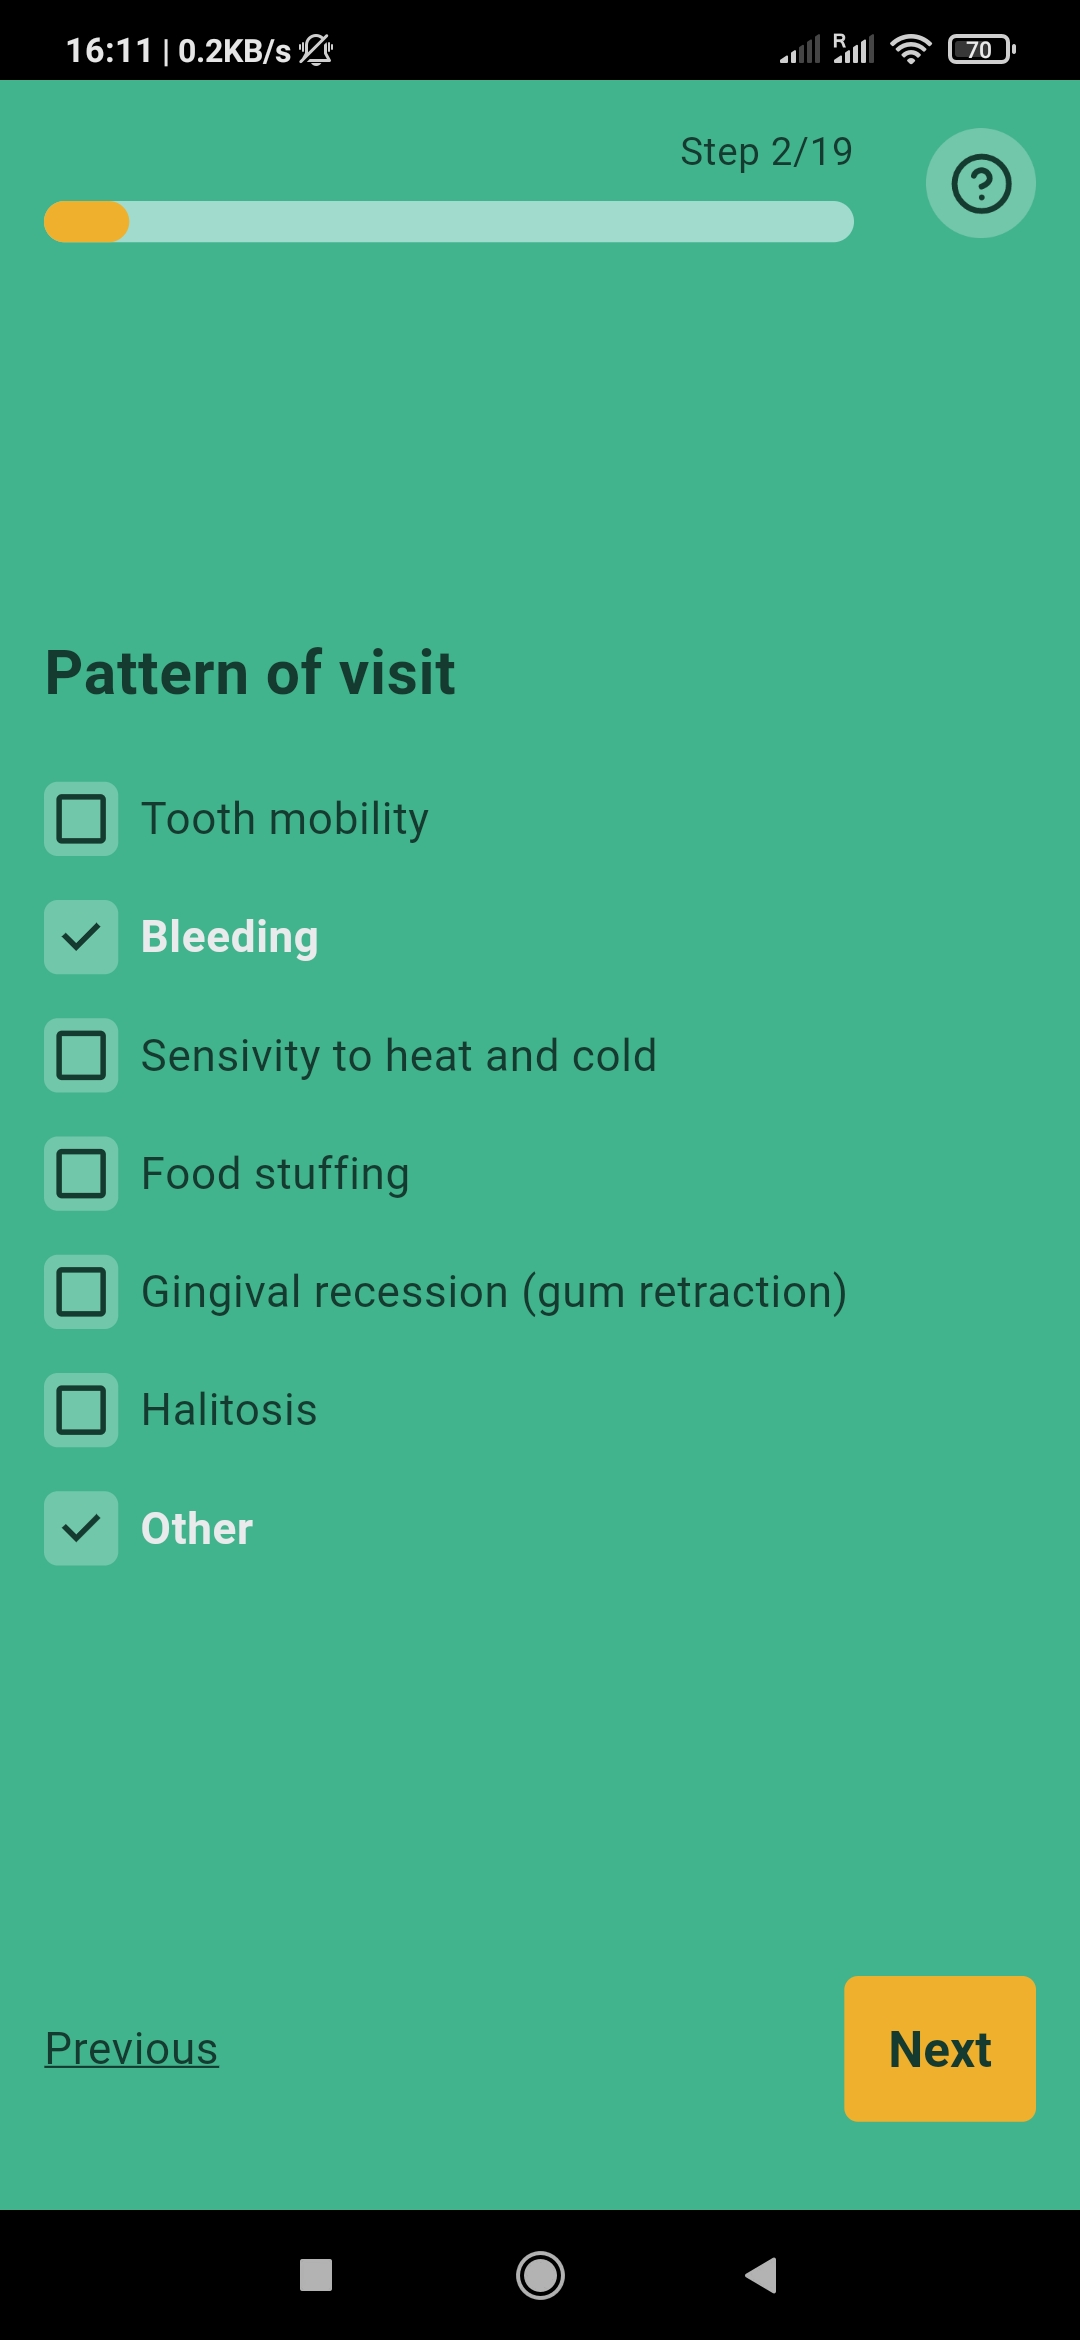 16:11 | 0.2KB/s
R
70
Step 2/19
Pattern of visit
Tooth mobility
Bleeding
Sensivity to heat and cold
Food stuffing
Gingival recession (gum retraction)
Halitosis
Other
Previous
Next